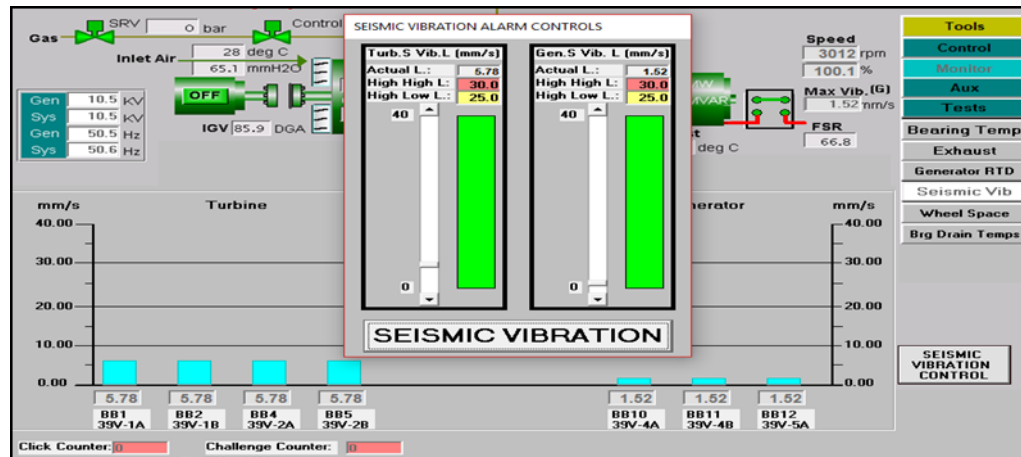 SRV 0 bar
Control
Gas
Inlet Air
28 deg C
65.1 mmH2O
OFF
IGV 85.9 DGA
Gen 10.5 KV
Sys 10.5 KV
Gen 50.5 Hz
Sys 50.6 Hz
SEISMIC VIBRATION ALARM CONTROLS
Turb.S Vib. L (mm/s)
Actual L.: 5.78
High High L: 30.0
High Low L.: 25.0
40
0
Gen.S Vib. L (mm/s)
Actual L.: 1.52
High High L: 30.0
High Low L.: 25.0
40
0
SEISMIC VIBRATION
MW
MVAR
deg C
Speed
3012 rpm
100.1 %
Max Vib.(G)
1.52 mm/s
FSR
66.8
Tools
Control
Monitor
Aux
Tests
Bearing Temp
Exhaust
Generator RTD
Seismic Vib
Wheel Space
Brg Drain Temps
SEISMIC
VIBRATION
CONTROL
mm/s Turbine nerator mm/s
40.00 40.00
30.00 30.00
20.00 20.00
10.00 10.00
0.00 0.00
5.78 5.78 5.78 5.78 1.52 1.52 1.52
BB1 BB2 BB4 BB5 BB10 BB11 BB12
39V-1A 39V-1B 39V-2A 39V-2B 39V-4A 39V-4B 39V-5A
Click Counter: 0 Challenge Counter: 0